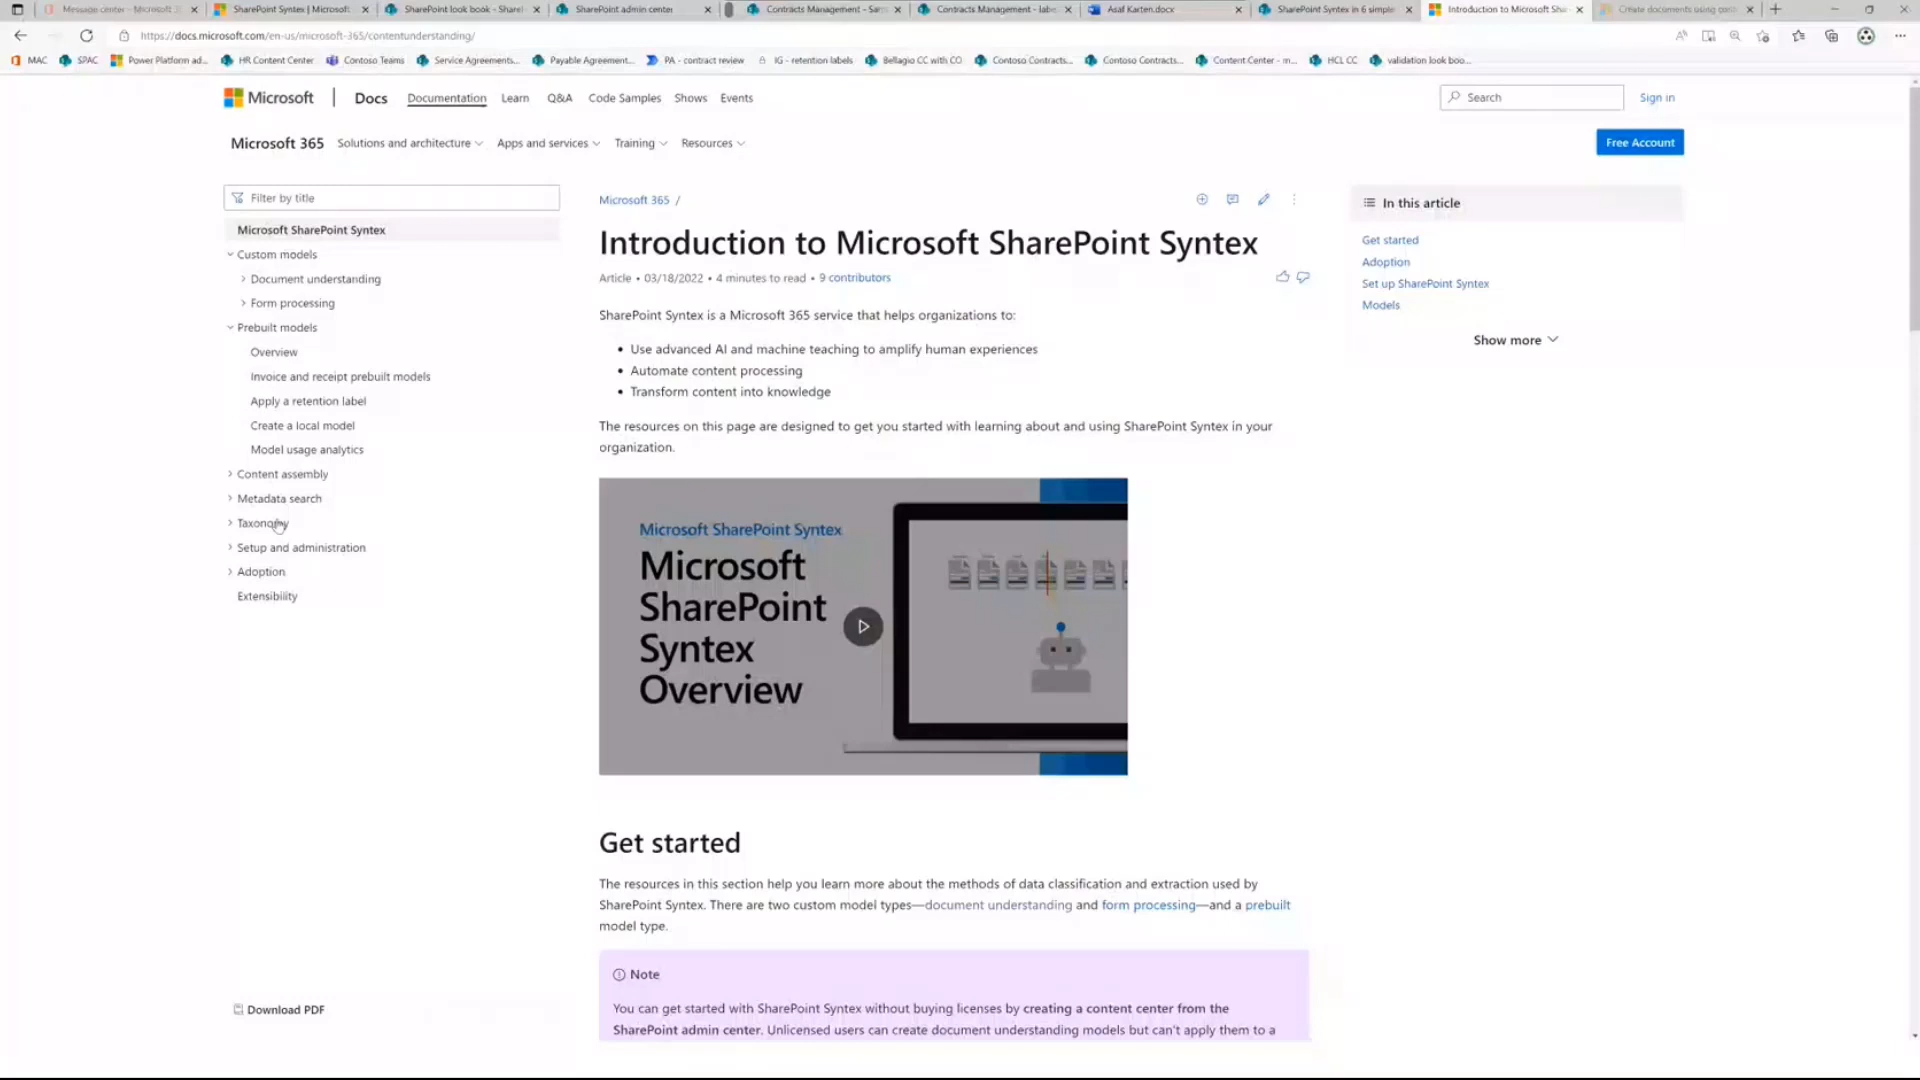 Message center - Microsoft 3
SharePoint Syntex | Microsoft
SharePoint look book - Share
SharePoint admin center
Contracts Management - Sam
Contracts Management - labe
Asaf Karten.docx
SharePoint Syntex in 6 simple
Introduction to Microsoft Sha
Create documents using cont
https://docs.microsoft.com/en-us/microsoft-365/contentunderstanding/
MAC
SPAC
Power Platform ad...
HR Content Center
Contoso Teams
Service Agreements...
Payable Agreement...
PA - contract review
IG - retention labels
Bellagio CC with CO
Contoso Contracts...
Contoso Contracts...
Content Center - m...
HCL CC
validation look boo...
Microsoft
Docs
Documentation
Learn
Q&A
Code Samples
Shows
Events
Search
Sign in
Microsoft 365
Solutions and architecture
Apps and services
Training
Resources
Free Account
Filter by title
Microsoft SharePoint Syntex
Custom models
Document understanding
Form processing
Prebuilt models
Overview
Invoice and receipt prebuilt models
Apply a retention label
Create a local model
Model usage analytics
Content assembly
Metadata search
Taxonomy
Setup and administration
Adoption
Extensibility
Download PDF
Microsoft 365 /
Introduction to Microsoft SharePoint Syntex
Article • 03/18/2022 • 4 minutes to read • 9 contributors
SharePoint Syntex is a Microsoft 365 service that helps organizations to:
• Use advanced AI and machine teaching to amplify human experiences
• Automate content processing
• Transform content into knowledge
The resources on this page are designed to get you started with learning about and using SharePoint Syntex in your
organization.
Microsoft SharePoint Syntex
Microsoft
SharePoint
Syntex
Overview
Get started
The resources in this section help you learn more about the methods of data classification and extraction used by
SharePoint Syntex. There are two custom model types—document understanding and form processing—and a prebuilt
model type.
Note
You can get started with SharePoint Syntex without buying licenses by creating a content center from the
SharePoint admin center. Unlicensed users can create document understanding models but can't apply them to a
In this article
Get started
Adoption
Set up SharePoint Syntex
Models
Show more